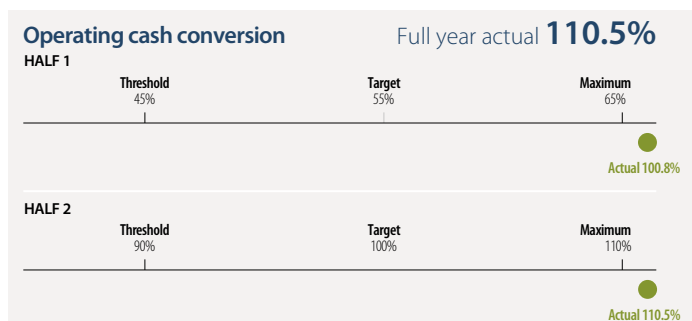 Operating cash conversion Full year actual 110.5%
HALF 1
Threshold Target Maximum
45% 55% 65%
Actual 100.8%
HALF 2
Threshold Target Maximum
90% 100% 110%
Actual 110.5%